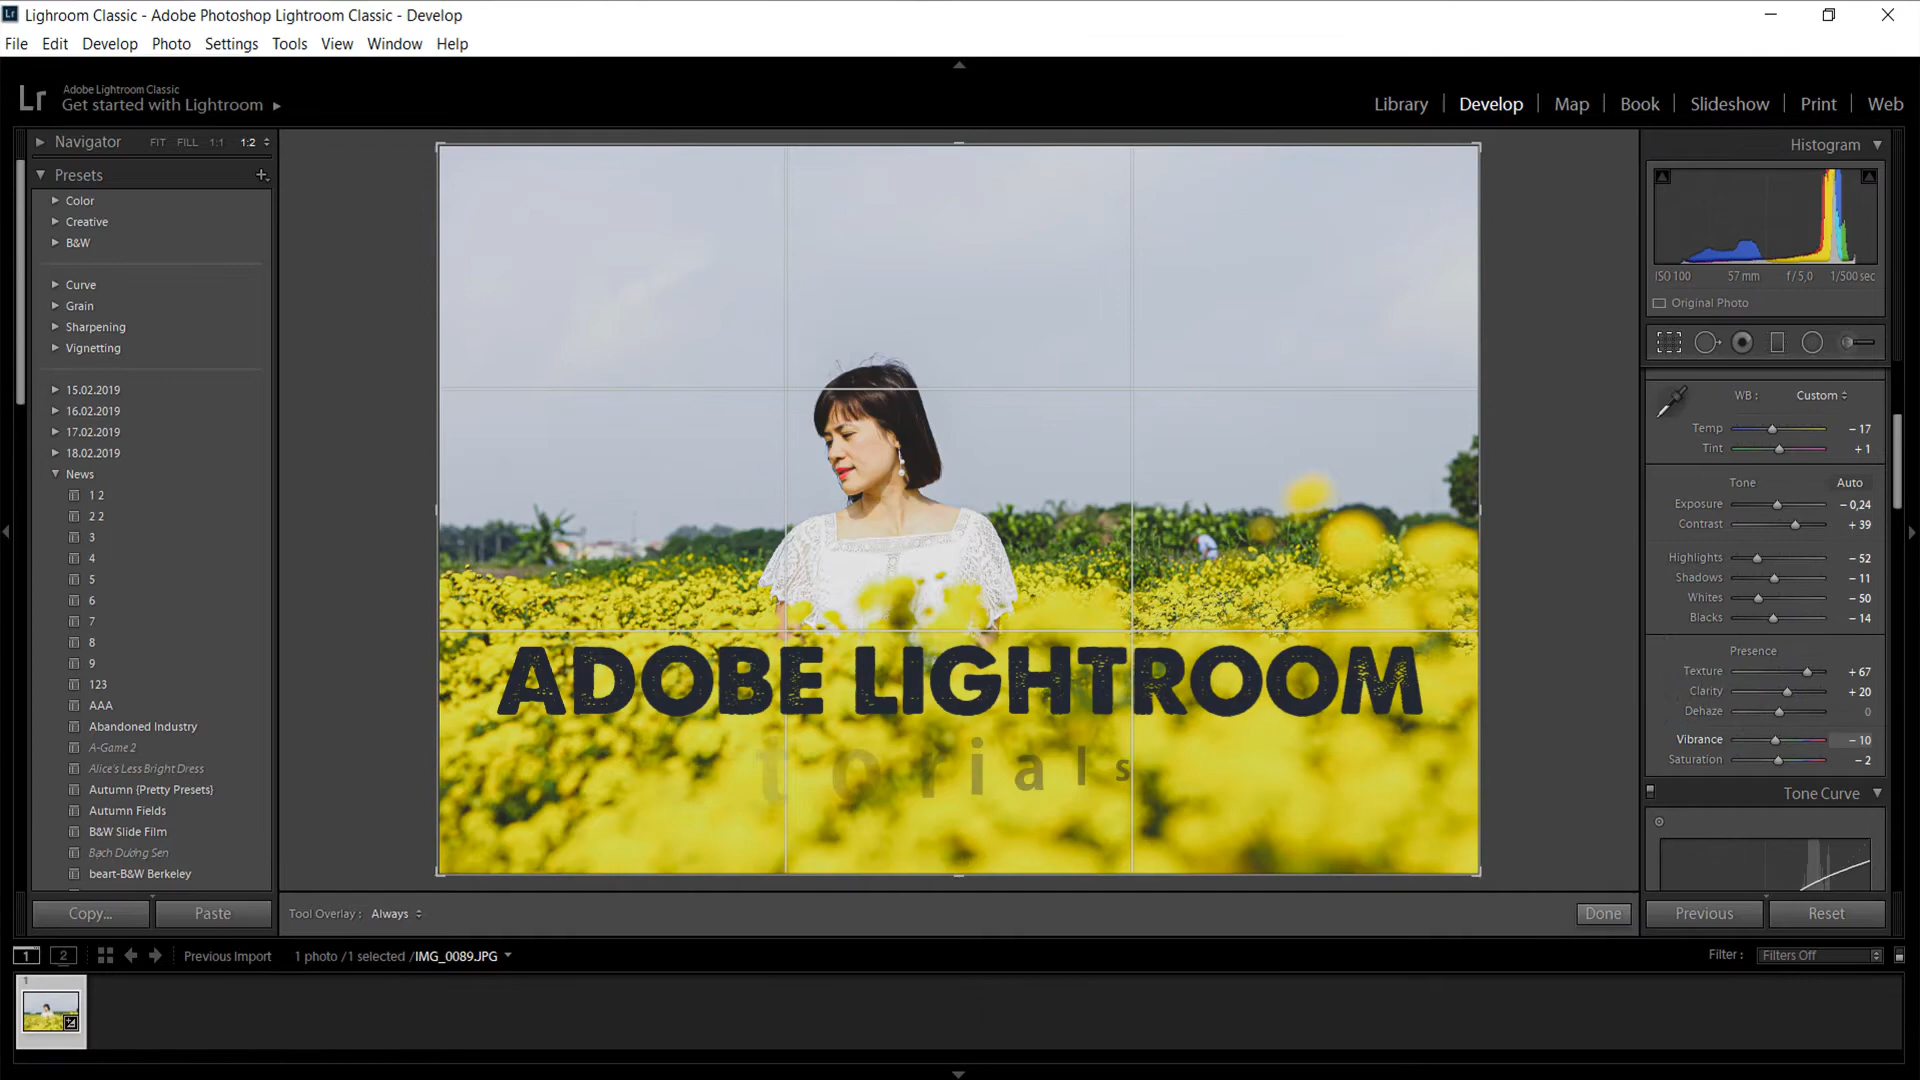 Lighroom Classic - Adobe Photoshop Lightroom Classic - Develop
File Edit Develop Photo Settings Tools View Window Help
Lr
Adobe Lightroom Classic
Get started with Lightroom
Library Develop Map Book Slideshow Print Web
Navigator FIT FILL 1:1 1:2
Presets
Color
Creative
B&W
Curve
Grain
Sharpening
Vignetting
15.02.2019
16.02.2019
17.02.2019
18.02.2019
News
1 2
2 2
3
4
5
6
7
8
9
123
AAA
Abandoned Industry
A-Game 2
Alice's Less Bright Dress
Autumn {Pretty Presets}
Autumn Fields
B&W Slide Film
Bạch Dương Sen
beart-B&W Berkeley
Copy... Paste
ADOBE LIGHTROOM
torials
Tool Overlay : Always
Done
Histogram
ISO 100 57 mm f / 5,0 1/500 sec
Original Photo
WB : Custom
Temp - 17
Tint + 1
Tone Auto
Exposure - 0,24
Contrast + 39
Highlights - 52
Shadows - 11
Whites - 50
Blacks - 14
Presence
Texture + 67
Clarity + 20
Dehaze 0
Vibrance - 10
Saturation - 2
Tone Curve
Previous Reset
1 2 Previous Import 1 photo /1 selected /IMG_0089.JPG
Filter : Filters Off
1